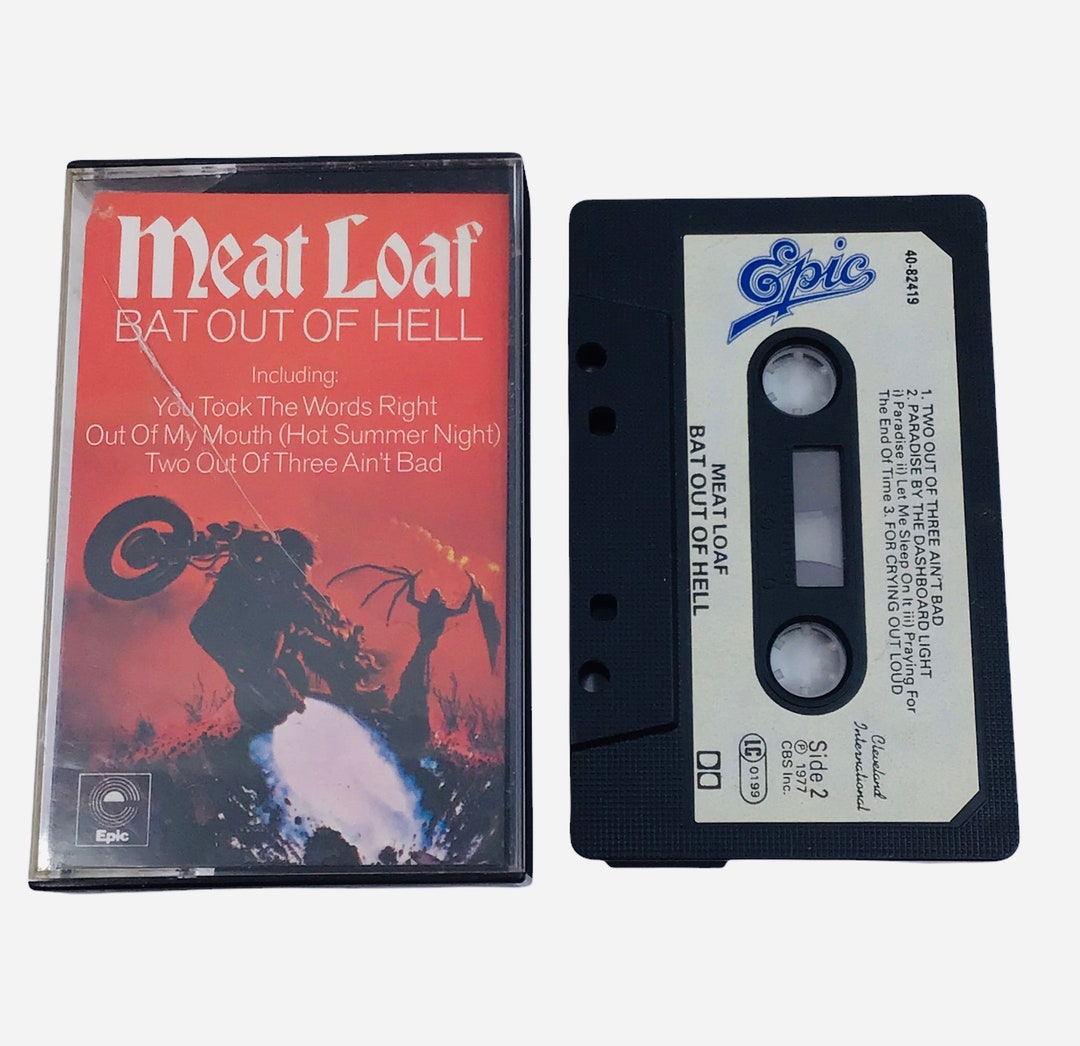 Meat Loaf
BAT OUT OF HELL
Including:
You Took The Words Right
Out Of My Mouth (Hot Summer Night)
Two Out Of Three Ain't Bad
Epic
Epic
40-82419
1. TWO OUT OF THREE AIN'T BAD
2. PARADISE BY THE DASHBOARD LIGHT
i) Paradise ii) Let Me Sleep On It iii) Praying For
The End Of Time 3. FOR CRYING OUT LOUD
MEAT LOAF
BAT OUT OF HELL
Cleveland
International
Side 2
℗ 1977
CBS Inc.
LC 0199